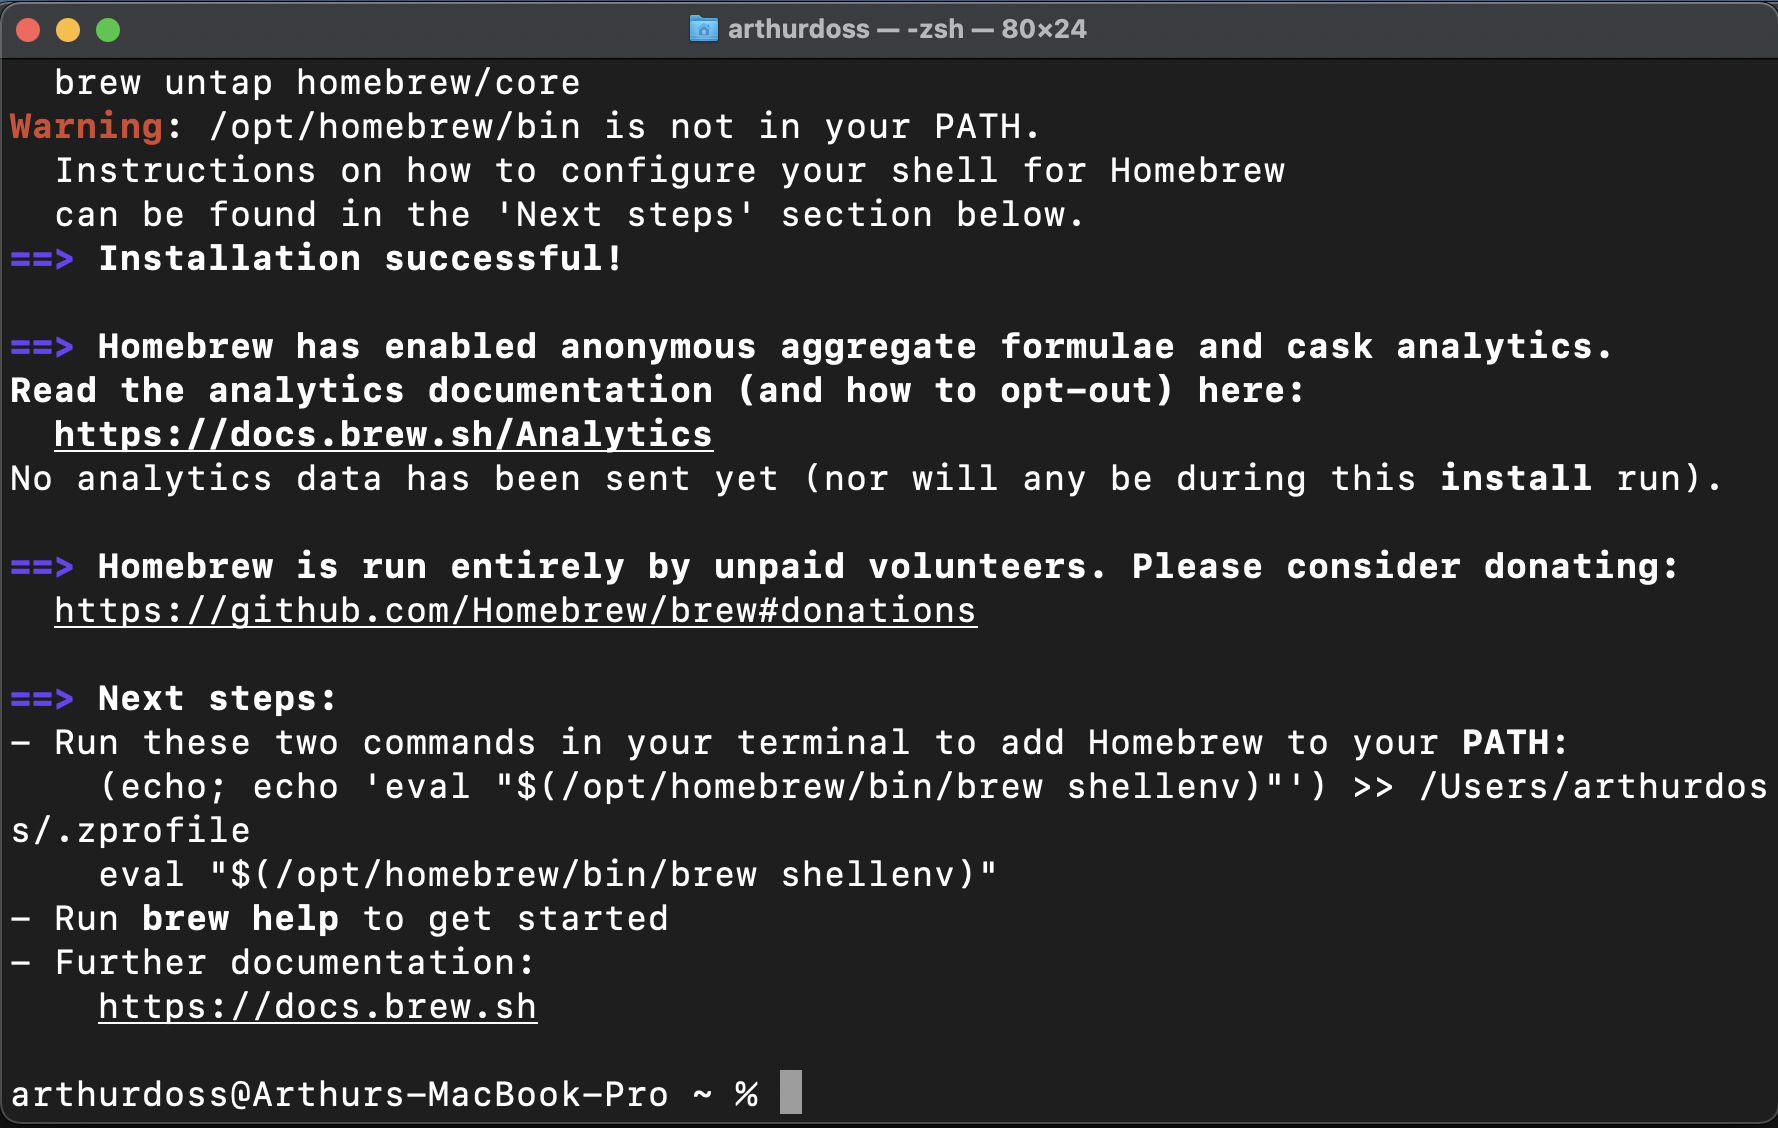 arthurdoss — -zsh — 80×24
brew untap homebrew/core
Warning: /opt/homebrew/bin is not in your PATH.
Instructions on how to configure your shell for Homebrew
can be found in the 'Next steps' section below.
==> Installation successful!
==> Homebrew has enabled anonymous aggregate formulae and cask analytics.
Read the analytics documentation (and how to opt-out) here:
https://docs.brew.sh/Analytics
No analytics data has been sent yet (nor will any be during this install run).
==> Homebrew is run entirely by unpaid volunteers. Please consider donating:
https://github.com/Homebrew/brew#donations
==> Next steps:
- Run these two commands in your terminal to add Homebrew to your PATH:
(echo; echo 'eval "$(/opt/homebrew/bin/brew shellenv)"') >> /Users/arthurdos
s/.zprofile
eval "$(/opt/homebrew/bin/brew shellenv)"
- Run brew help to get started
- Further documentation:
https://docs.brew.sh
arthurdoss@Arthurs-MacBook-Pro ~ %